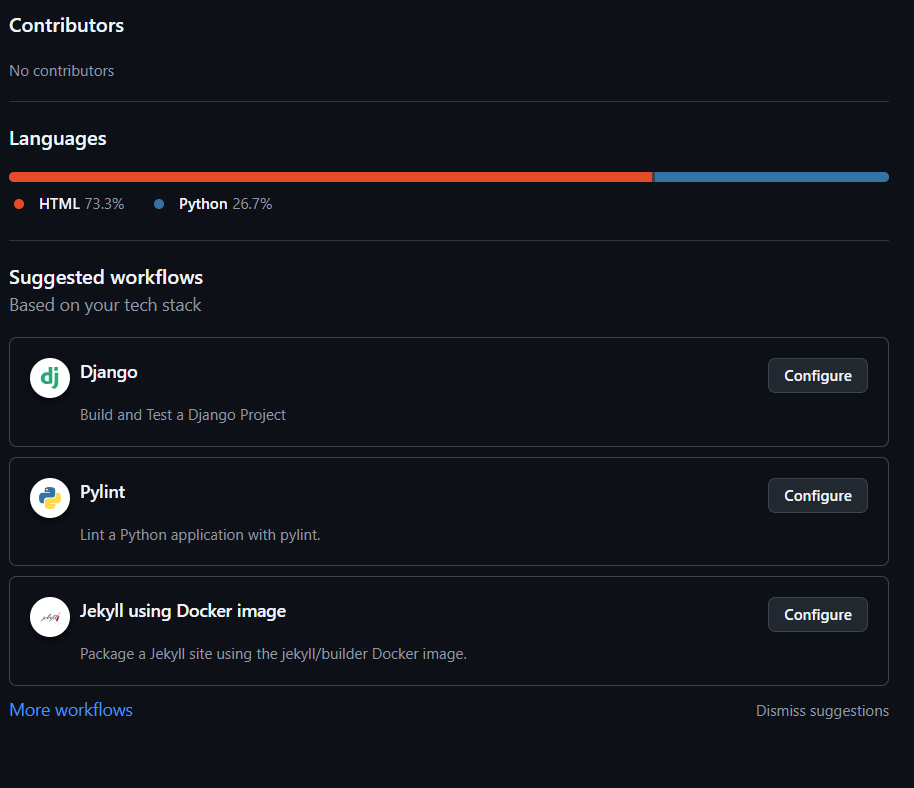 Contributors
No contributors
Languages
HTML 73.3% Python 26.7%
Suggested workflows
Based on your tech stack
dj Django Configure
Build and Test a Django Project
Pylint Configure
Lint a Python application with pylint.
Jekyll Jekyll using Docker image Configure
Package a Jekyll site using the jekyll/builder Docker image.
More workflows Dismiss suggestions